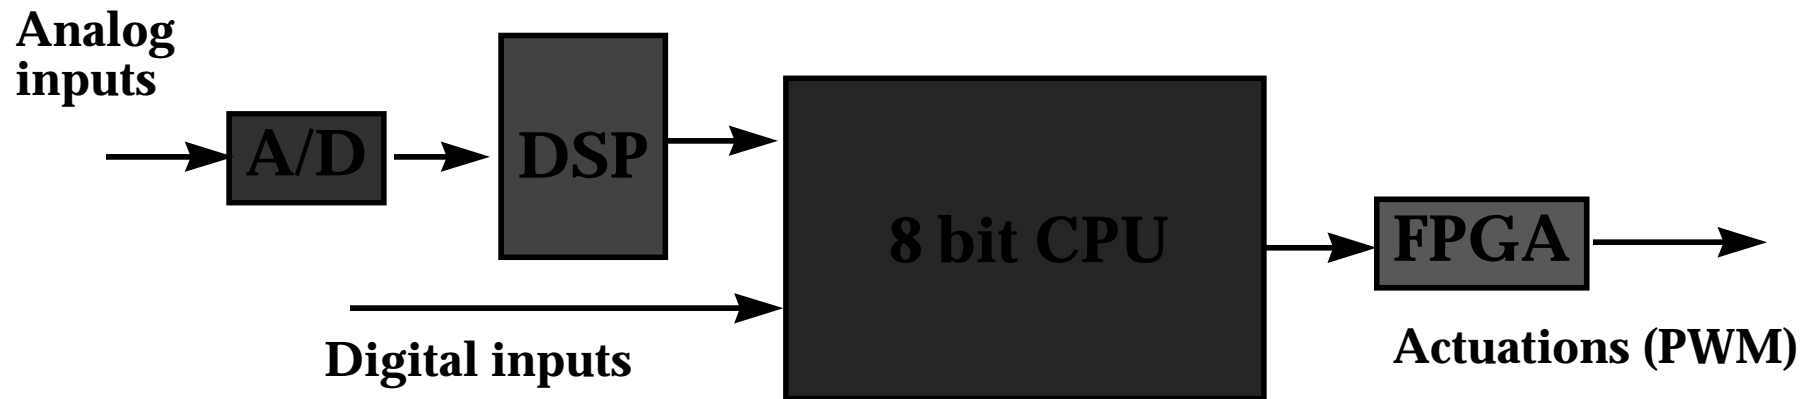 Analog
inputs
A/D
DSP
8 bit CPU
FPGA
Digital inputs
Actuations (PWM)